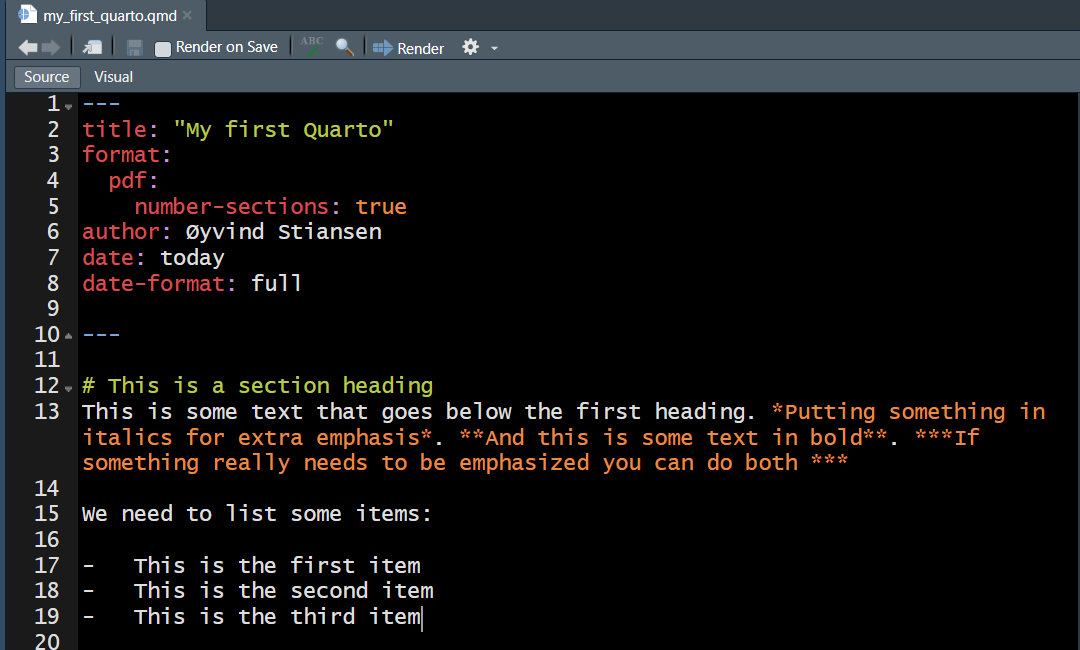 my_first_quarto.qmd
Render on Save ABC Render
Source Visual
1 ---
2 title: "My first Quarto"
3 format:
4   pdf:
5     number-sections: true
6 author: Øyvind Stiansen
7 date: today
8 date-format: full
9
10 ---
11
12 # This is a section heading
13 This is some text that goes below the first heading. *Putting something in
italics for extra emphasis*. **And this is some text in bold**. ***If
something really needs to be emphasized you can do both ***
14
15 We need to list some items:
16
17 -   This is the first item
18 -   This is the second item
19 -   This is the third item
20